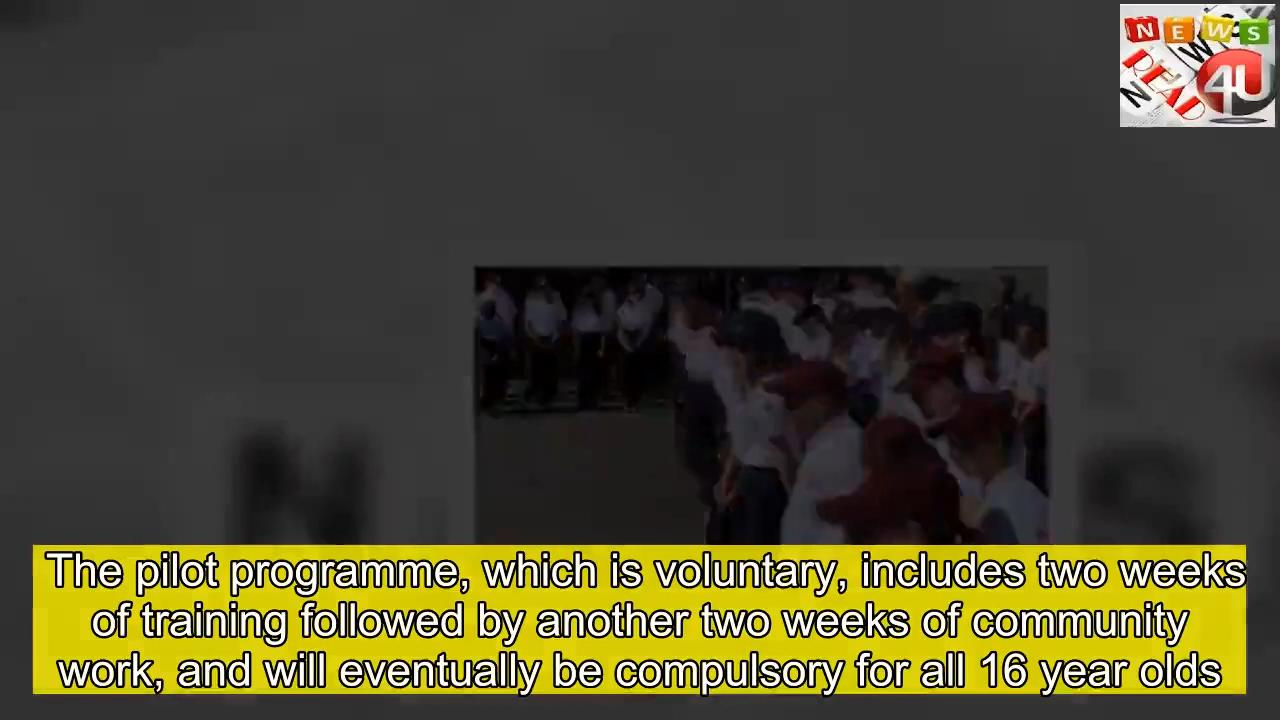 NEWS
READ
4U
N
W
The pilot programme, which is voluntary, includes two weeks
of training followed by another two weeks of community
work, and will eventually be compulsory for all 16 year olds